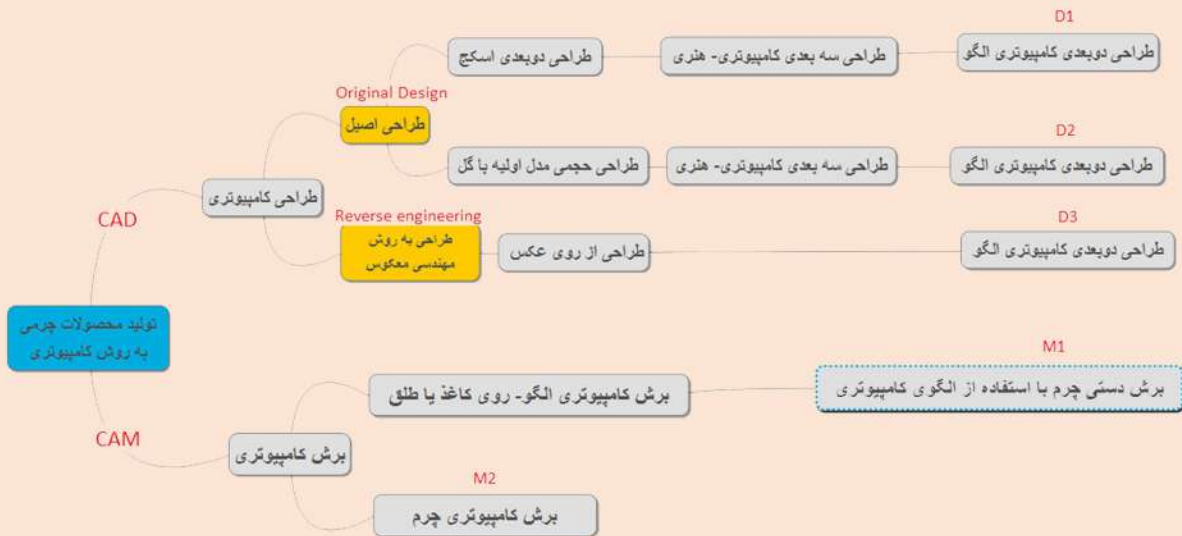 D1
طراحی دوبعدی اسکچ
طراحی سه بعدی کامپیوتری- هنری
طراحی دوبعدی کامپیوتری الگو
Original Design
طراحی اصیل
D2
طراحی حجمی مدل اولیه با گل
طراحی سه بعدی کامپیوتری- هنری
طراحی دوبعدی کامپیوتری الگو
طراحی کامپیوتری
CAD
Reverse engineering
طراحی به روش
مهندسی معکوس
طراحی از روی عکس
D3
طراحی دوبعدی کامپیوتری الگو
تولید محصولات چرمی
به روش کامپیوتری
M1
برش کامپیوتری الگو- روی کاغذ یا طلق
برش دستی چرم با استفاده از الگوی کامپیوتری
CAM
برش کامپیوتری
M2
برش کامپیوتری چرم